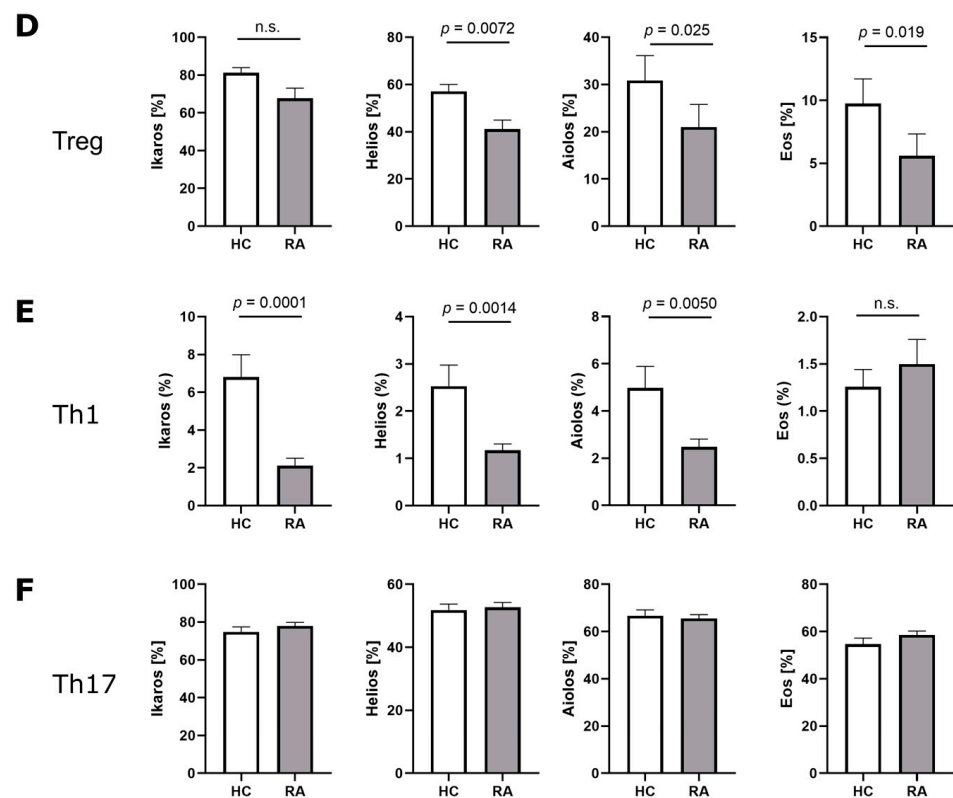 D
Treg
n.s.
Ikaros [%]
100
80
60
40
20
0
HC RA
p = 0.0072
Helios [%]
80
60
40
20
0
HC RA
p = 0.025
Aiolos [%]
40
30
20
10
0
HC RA
p = 0.019
Eos [%]
15
10
5
0
HC RA
E
Th1
p = 0.0001
Ikaros (%)
10
8
6
4
2
0
HC RA
p = 0.0014
Helios (%)
4
3
2
1
0
HC RA
p = 0.0050
Aiolos (%)
8
6
4
2
0
HC RA
n.s.
Eos (%)
2.0
1.5
1.0
0.5
0.0
HC RA
F
Th17
Ikaros [%]
100
80
60
40
20
0
HC RA
Helios [%]
60
40
20
0
HC RA
Aiolos [%]
80
60
40
20
0
HC RA
Eos [%]
80
60
40
20
0
HC RA